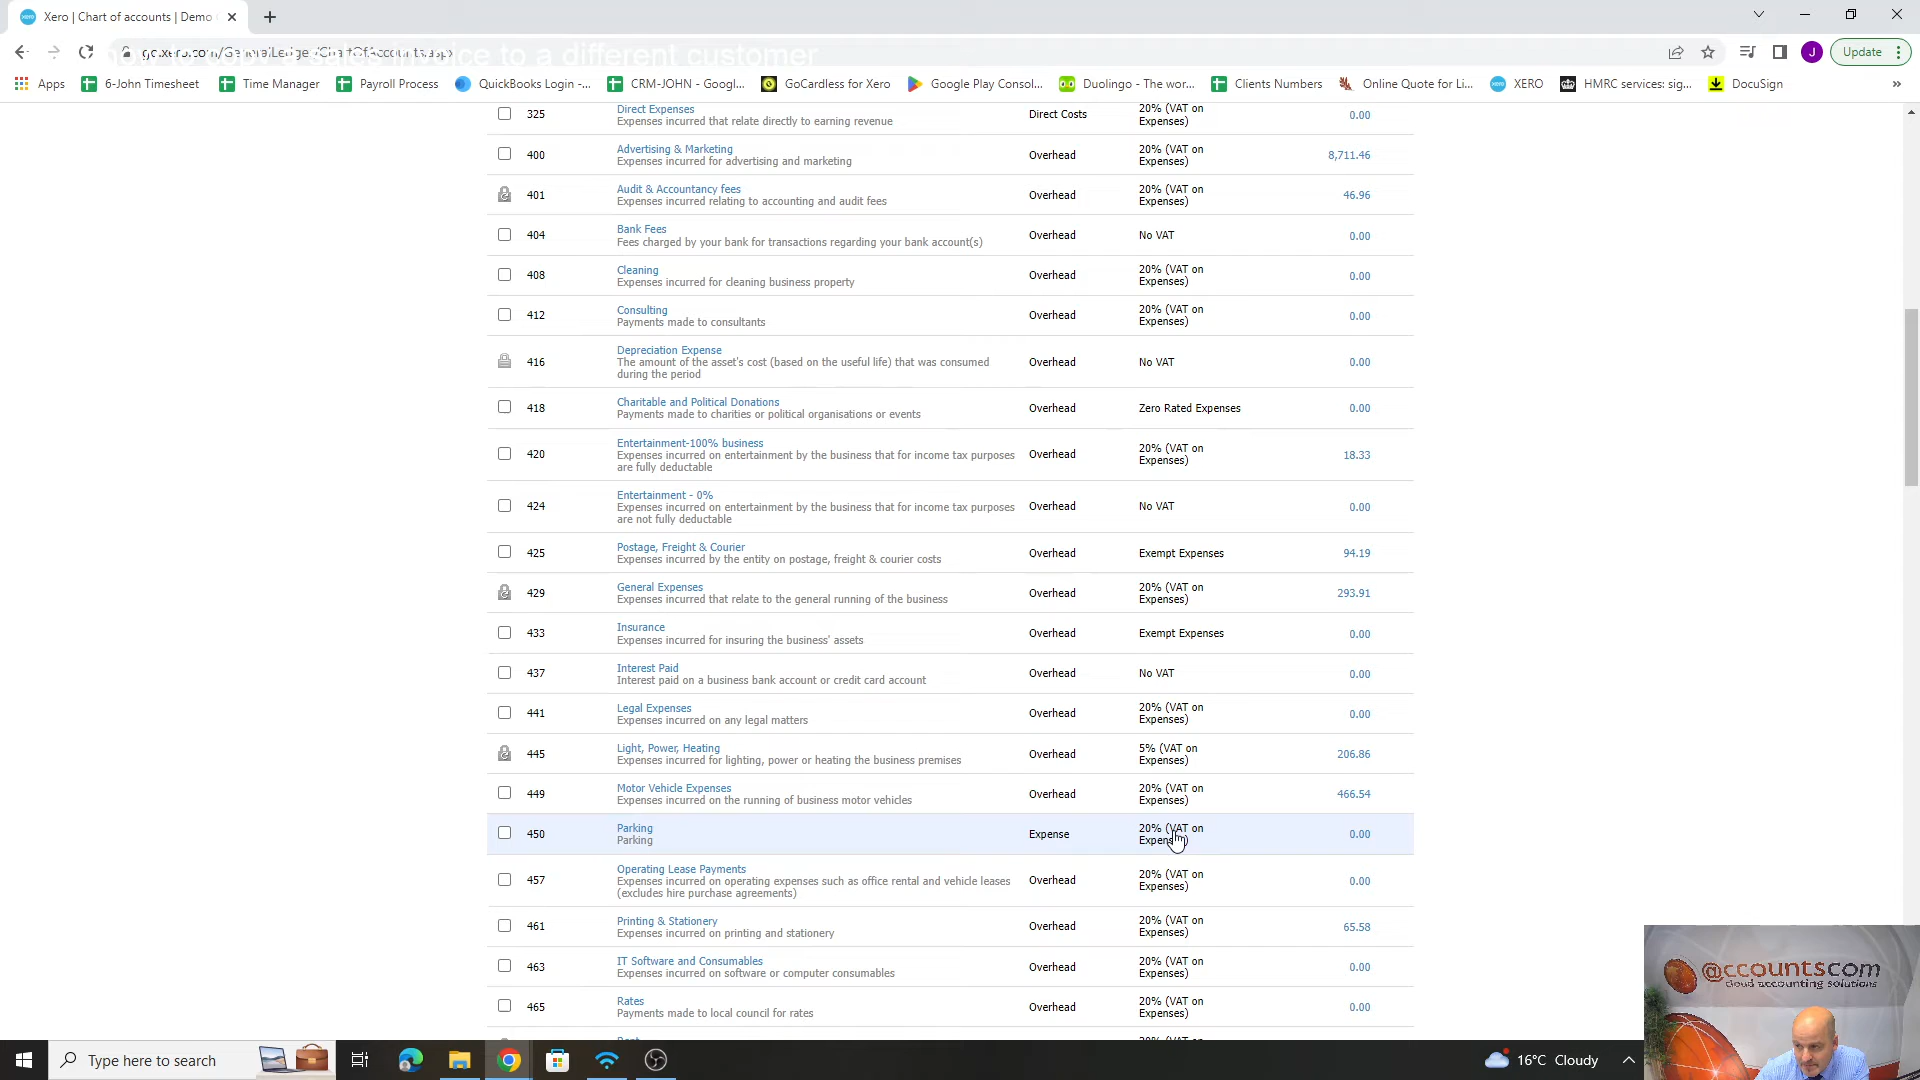 Xero | Chart of accounts | Demo
how to copy a sales invoice to a different customer
go.xero.com/GeneralLedger/ChartOfAccounts.aspx
J
Update
Apps
6-John Timesheet
Time Manager
Payroll Process
QuickBooks Login -...
CRM-JOHN - Googl...
GoCardless for Xero
Google Play Consol...
Duolingo - The wor...
Clients Numbers
Online Quote for Li...
XERO
HMRC services: sig...
DocuSign
»
325 Direct Expenses Direct Costs 20% (VAT on 0.00
Expenses incurred that relate directly to earning revenue Expenses)
400 Advertising & Marketing Overhead 20% (VAT on 8,711.46
Expenses incurred for advertising and marketing Expenses)
401 Audit & Accountancy fees Overhead 20% (VAT on 46.96
Expenses incurred relating to accounting and audit fees Expenses)
404 Bank Fees Overhead No VAT 0.00
Fees charged by your bank for transactions regarding your bank account(s)
408 Cleaning Overhead 20% (VAT on 0.00
Expenses incurred for cleaning business property Expenses)
412 Consulting Overhead 20% (VAT on 0.00
Payments made to consultants Expenses)
416 Depreciation Expense Overhead No VAT 0.00
The amount of the asset's cost (based on the useful life) that was consumed
during the period
418 Charitable and Political Donations Overhead Zero Rated Expenses 0.00
Payments made to charities or political organisations or events
420 Entertainment-100% business Overhead 20% (VAT on 18.33
Expenses incurred on entertainment by the business that for income tax purposes Expenses)
are fully deductable
424 Entertainment - 0% Overhead No VAT 0.00
Expenses incurred on entertainment by the business that for income tax purposes
are not fully deductable
425 Postage, Freight & Courier Overhead Exempt Expenses 94.19
Expenses incurred by the entity on postage, freight & courier costs
429 General Expenses Overhead 20% (VAT on 293.91
Expenses incurred that relate to the general running of the business Expenses)
433 Insurance Overhead Exempt Expenses 0.00
Expenses incurred for insuring the business' assets
437 Interest Paid Overhead No VAT 0.00
Interest paid on a business bank account or credit card account
441 Legal Expenses Overhead 20% (VAT on 0.00
Expenses incurred on any legal matters Expenses)
445 Light, Power, Heating Overhead 5% (VAT on 206.86
Expenses incurred for lighting, power or heating the business premises Expenses)
449 Motor Vehicle Expenses Overhead 20% (VAT on 466.54
Expenses incurred on the running of business motor vehicles Expenses)
450 Parking Expense 20% (VAT on 0.00
Parking Expenses)
457 Operating Lease Payments Overhead 20% (VAT on 0.00
Expenses incurred on operating expenses such as office rental and vehicle leases Expenses)
(excludes hire purchase agreements)
461 Printing & Stationery Overhead 20% (VAT on 65.58
Expenses incurred on printing and stationery Expenses)
463 IT Software and Consumables Overhead 20% (VAT on 0.00
Expenses incurred on software or computer consumables Expenses)
465 Rates Overhead 20% (VAT on 0.00
Payments made to local council for rates Expenses)
@ccountscom
cloud accounting solutions
Type here to search
16°C Cloudy